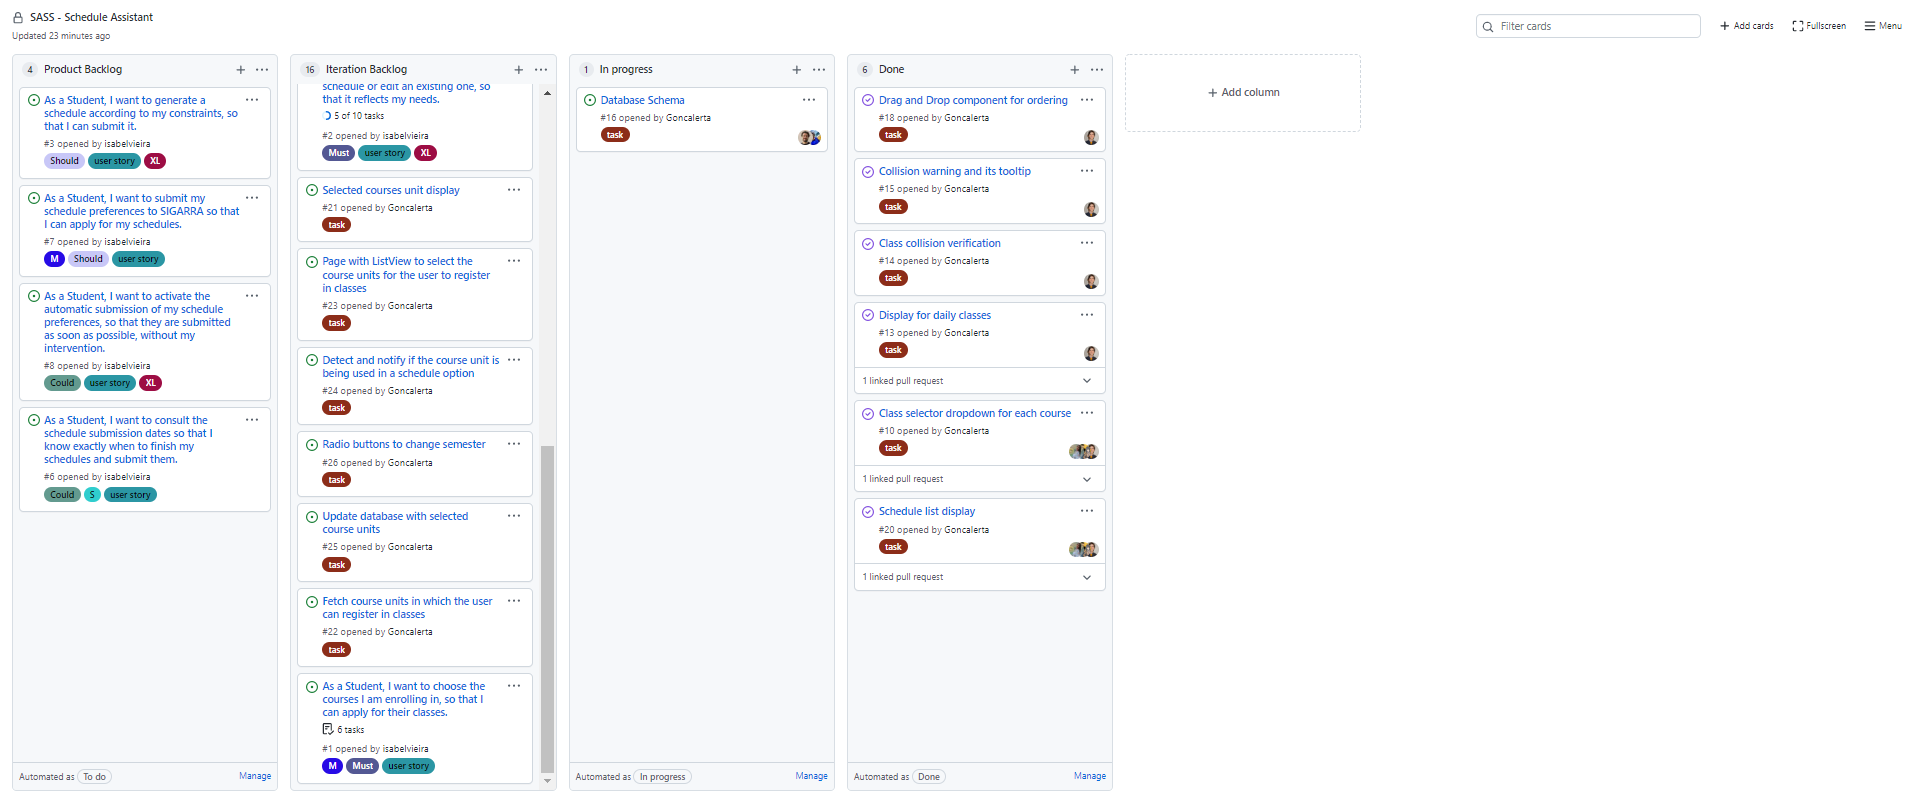 SASS - Schedule Assistant
Updated 23 minutes ago
Filter cards
Add cards
Fullscreen
Menu
4 Product Backlog
As a Student, I want to generate a
schedule according to my constraints, so
that I can submit it.
#3 opened by isabelvieira
Should user story XL
As a Student, I want to submit my
schedule preferences to SIGARRA so that
I can apply for my schedules.
#7 opened by isabelvieira
M Should user story
As a Student, I want to activate the
automatic submission of my schedule
preferences, so that they are submitted
as soon as possible, without my
intervention.
#8 opened by isabelvieira
Could user story XL
As a Student, I want to consult the
schedule submission dates so that I
know exactly when to finish my
schedules and submit them.
#6 opened by isabelvieira
Could S user story
Automated as To do Manage
16 Iteration Backlog
schedule or edit an existing one, so
that it reflects my needs.
5 of 10 tasks
#2 opened by isabelvieira
Must user story XL
Selected courses unit display
#21 opened by Goncalerta
task
Page with ListView to select the
course units for the user to register
in classes
#23 opened by Goncalerta
task
Detect and notify if the course unit is
being used in a schedule option
#24 opened by Goncalerta
task
Radio buttons to change semester
#26 opened by Goncalerta
task
Update database with selected
course units
#25 opened by Goncalerta
task
Fetch course units in which the user
can register in classes
#22 opened by Goncalerta
task
As a Student, I want to choose the
courses I am enrolling in, so that I
can apply for their classes.
6 tasks
#1 opened by isabelvieira
M Must user story
1 In progress
Database Schema
#16 opened by Goncalerta
task
Automated as In progress Manage
6 Done
Drag and Drop component for ordering
#18 opened by Goncalerta
task
Collision warning and its tooltip
#15 opened by Goncalerta
task
Class collision verification
#14 opened by Goncalerta
task
Display for daily classes
#13 opened by Goncalerta
task
1 linked pull request
Class selector dropdown for each course
#10 opened by Goncalerta
task
1 linked pull request
Schedule list display
#20 opened by Goncalerta
task
1 linked pull request
Automated as Done Manage
Add column